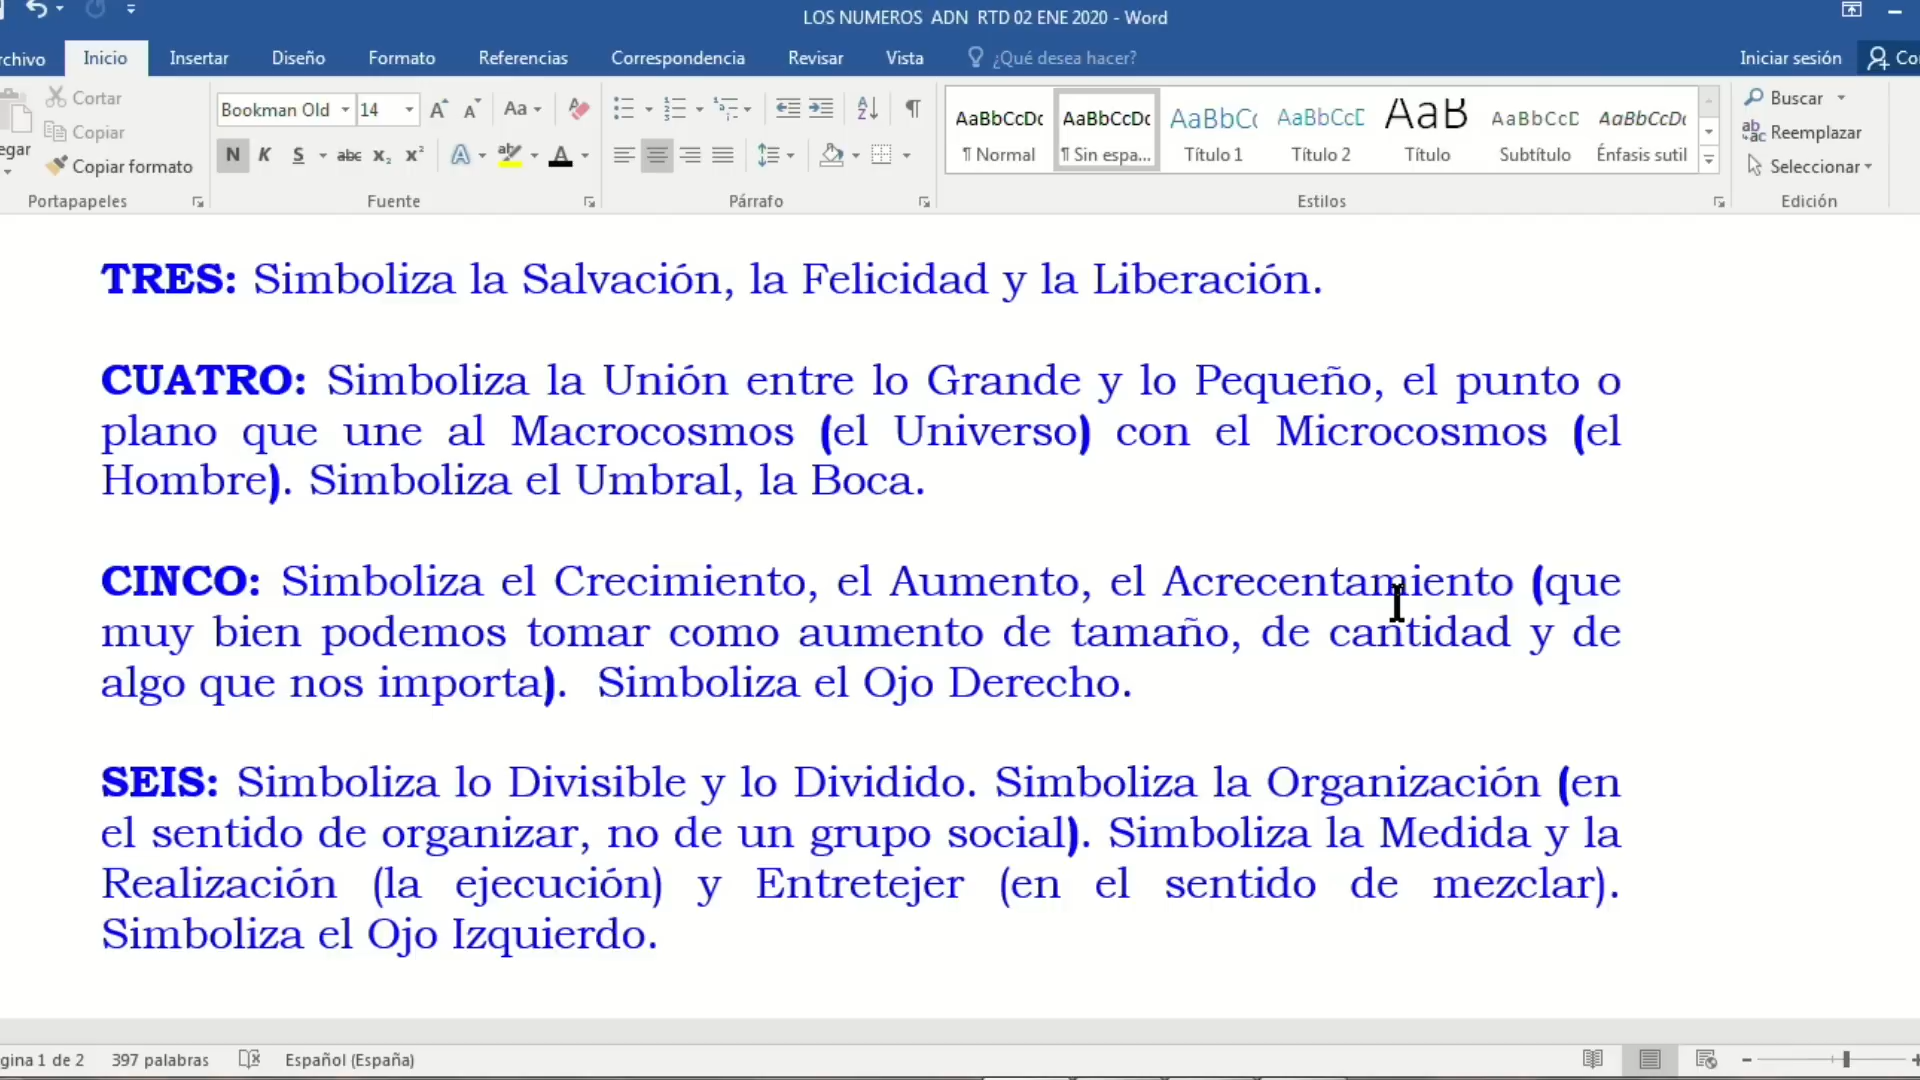 LOS NUMEROS ADN RTD 02 ENE 2020 - Word
rchivo Inicio Insertar Diseño Formato Referencias Correspondencia Revisar Vista ¿Qué desea hacer? Iniciar sesión Co
Cortar
Copiar
egar
Copiar formato
Portapapeles
Bookman Old 14
Aa
N K S abc x₂ x²
A ab A
Fuente
Párrafo
AaBbCcDc AaBbCcDc AaBbCc AaBbCcD AaB AaBbCcD AaBbCcDc
¶ Normal ¶ Sin espa... Título 1 Título 2 Título Subtítulo Énfasis sutil
Estilos
Buscar
Reemplazar
Seleccionar
Edición
TRES: Simboliza la Salvación, la Felicidad y la Liberación.
CUATRO: Simboliza la Unión entre lo Grande y lo Pequeño, el punto o
plano que une al Macrocosmos (el Universo) con el Microcosmos (el
Hombre). Simboliza el Umbral, la Boca.
CINCO: Simboliza el Crecimiento, el Aumento, el Acrecentamiento (que
muy bien podemos tomar como aumento de tamaño, de cantidad y de
algo que nos importa). Simboliza el Ojo Derecho.
SEIS: Simboliza lo Divisible y lo Dividido. Simboliza la Organización (en
el sentido de organizar, no de un grupo social). Simboliza la Medida y la
Realización (la ejecución) y Entretejer (en el sentido de mezclar).
Simboliza el Ojo Izquierdo.
gina 1 de 2 397 palabras Español (España)